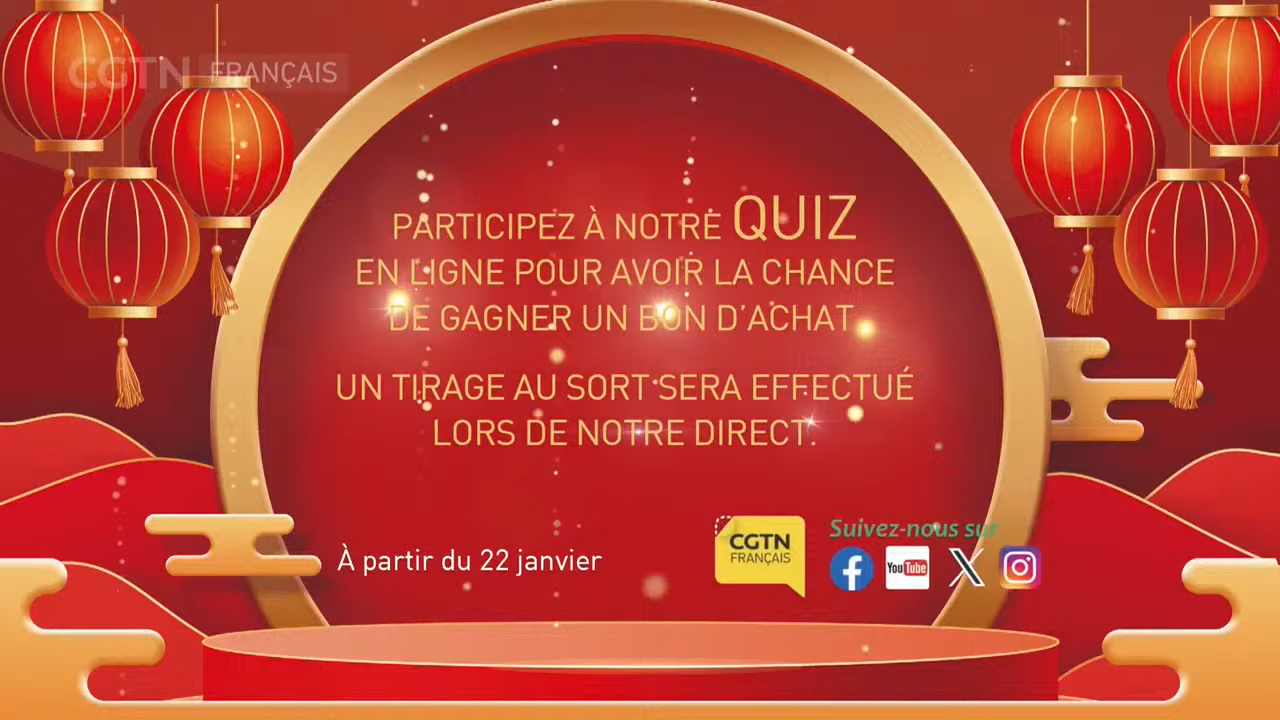 CGTN FRANÇAIS
PARTICIPEZ À NOTRE QUIZ
EN LIGNE POUR AVOIR LA CHANCE
DE GAGNER UN BON D'ACHAT
UN TIRAGE AU SORT SERA EFFECTUÉ
LORS DE NOTRE DIRECT.
À partir du 22 janvier
CGTN
FRANÇAIS
Suivez-nous sur
YouTube